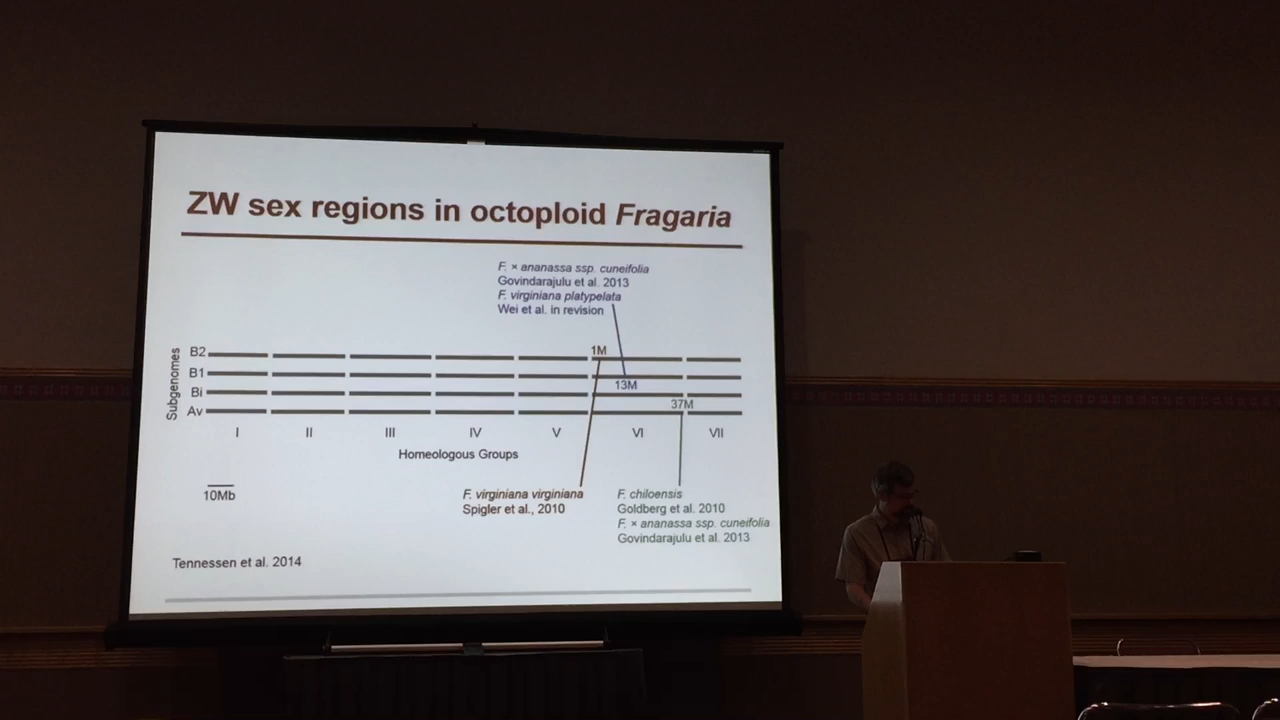 ZW sex regions in octoploid Fragaria
F. × ananassa ssp. cuneifolia
Govindarajulu et al. 2013
F. virginiana platypelata
Wei et al. in revision
Subgenomes
B2
1M
B1
13M
Bi
37M
Av
I II III IV V VI VII
Homeologous Groups
10Mb
F. virginiana virginiana
Spigler et al., 2010
F. chiloensis
Goldberg et al. 2010
F. × ananassa ssp. cuneifolia
Govindarajulu et al. 2013
Tennessen et al. 2014